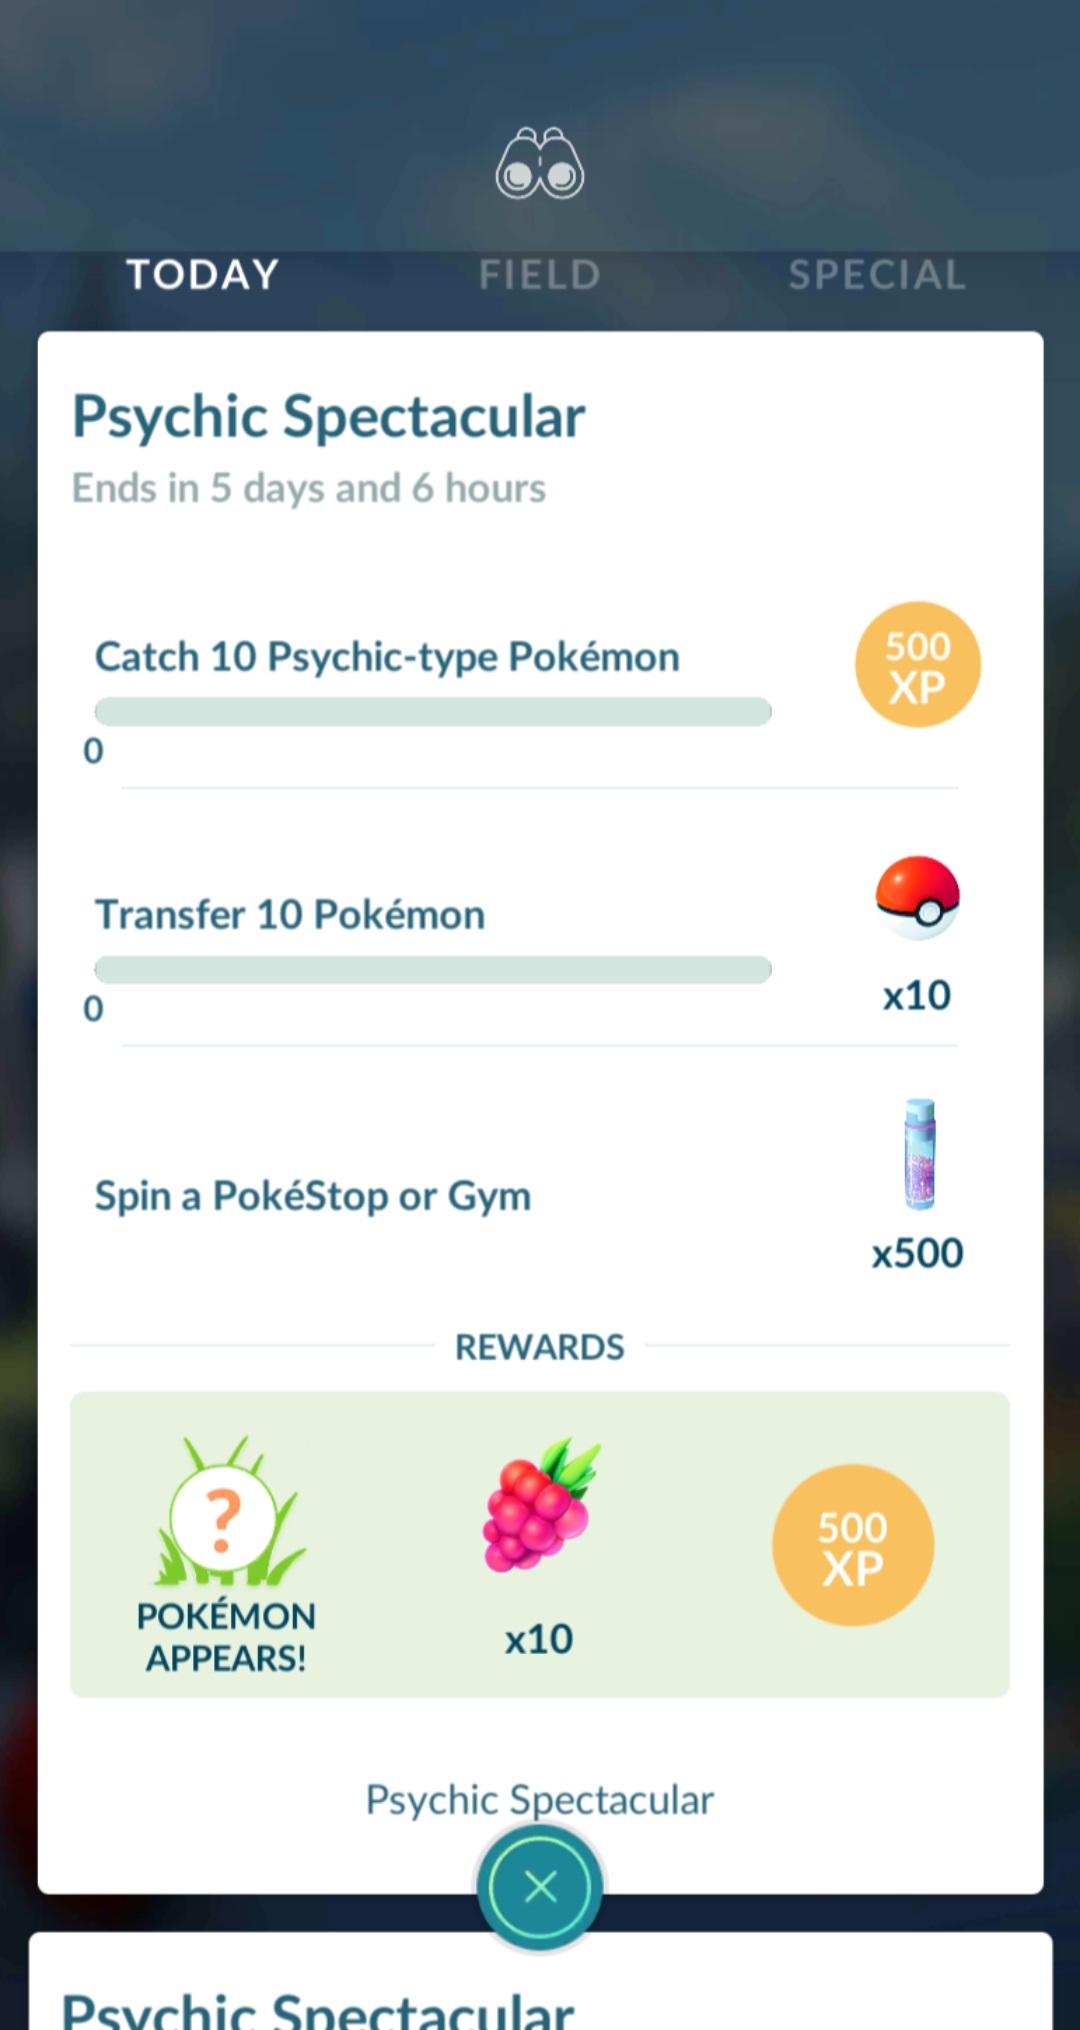 TODAY
FIELD
SPECIAL
Psychic Spectacular
Ends in 5 days and 6 hours
Catch 10 Psychic-type Pokémon
500
XP
0
Transfer 10 Pokémon
0
x10
Spin a PokéStop or Gym
x500
REWARDS
?
POKÉMON
APPEARS!
x10
500
XP
Psychic Spectacular
Psychic Spectacular